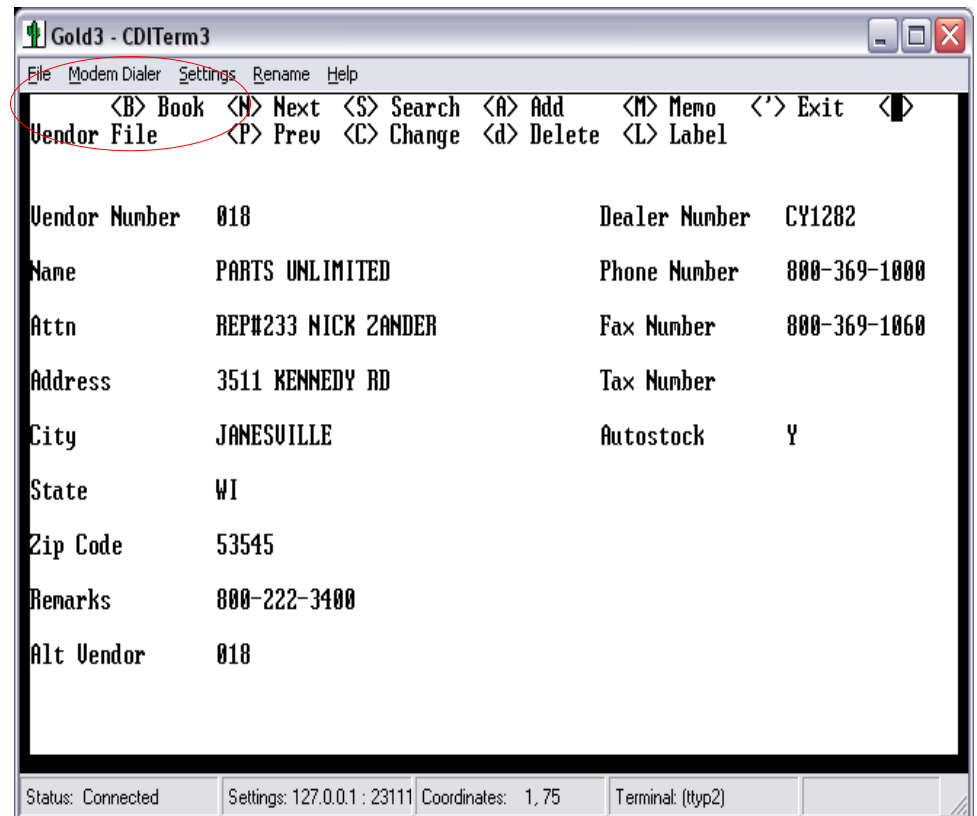 Gold3 - CDITerm3
File Modem Dialer Settings Rename Help
<B> Book <N> Next <S> Search <A> Add <M> Memo <'> Exit < >
Vendor File <P> Prev <C> Change <d> Delete <L> Label
Vendor Number 018 Dealer Number CY1282
Name PARTS UNLIMITED Phone Number 800-369-1000
Attn REP#233 NICK ZANDER Fax Number 800-369-1060
Address 3511 KENNEDY RD Tax Number
City JANESVILLE Autostock Y
State WI
Zip Code 53545
Remarks 800-222-3400
Alt Vendor 018
Status: Connected Settings: 127.0.0.1 : 23111 Coordinates: 1, 75 Terminal: (ttyp2)